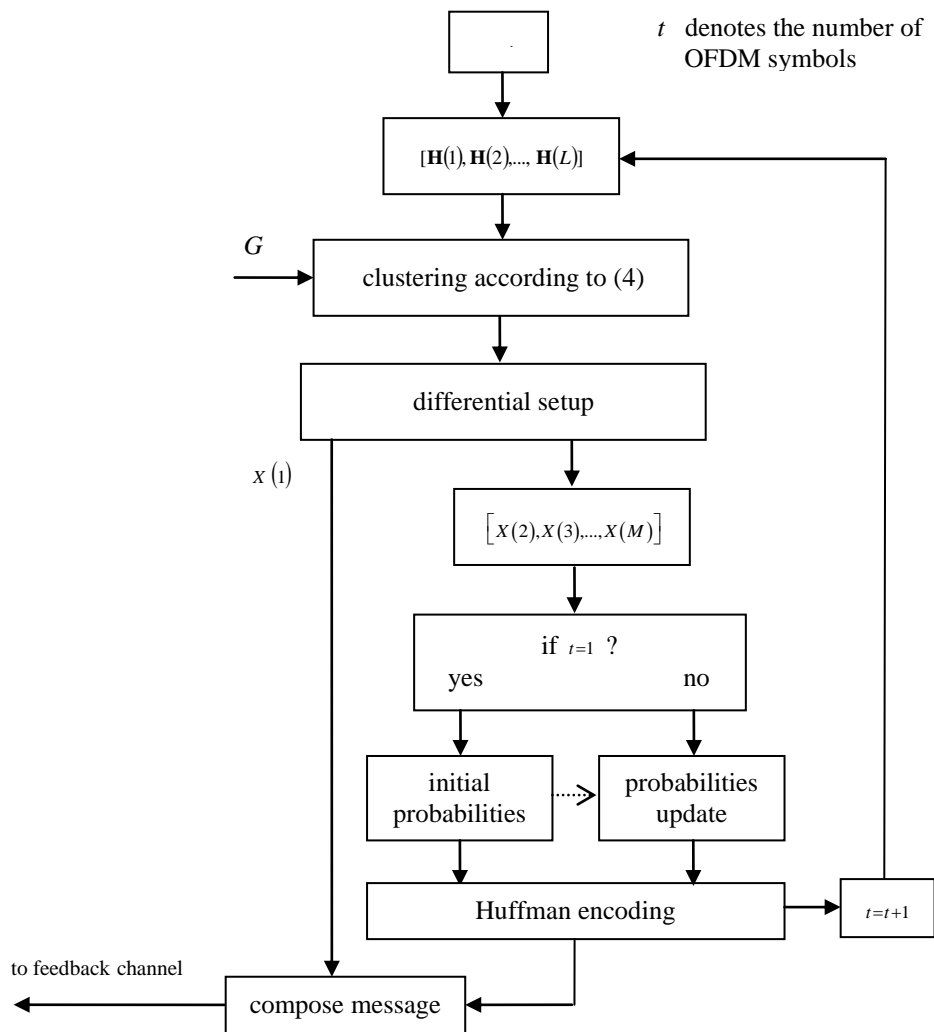 t denotes the number of
OFDM symbols
[H(1), H(2),..., H(L)]
G
clustering according to (4)
differential setup
X(1)
[X(2), X(3),..., X(M)]
if t=1 ?
yes no
initial
probabilities
probabilities
update
Huffman encoding
t=t+1
to feedback channel
compose message